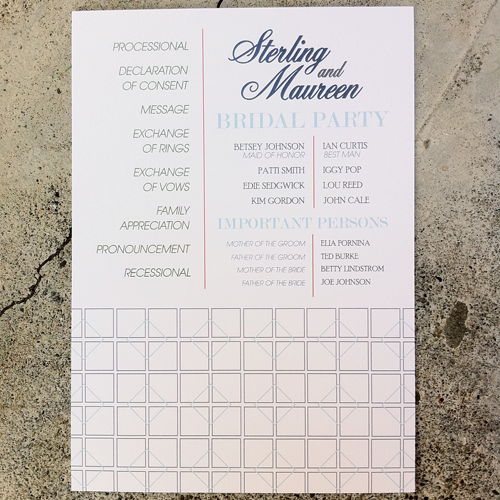 PROCESSIONAL
DECLARATION
OF CONSENT
MESSAGE
EXCHANGE
OF RINGS
EXCHANGE
OF VOWS
FAMILY
APPRECIATION
PRONOUNCEMENT
RECESSIONAL
Sterling
and
Maureen
BRIDAL PARTY
BETSEY JOHNSON
MAID OF HONOR
PATTI SMITH
EDIE SEDGWICK
KIM GORDON
IAN CURTIS
BEST MAN
IGGY POP
LOU REED
JOHN CALE
IMPORTANT PERSONS
MOTHER OF THE GROOM ELIA FORNINA
FATHER OF THE GROOM TED BURKE
MOTHER OF THE BRIDE BETTY LINDSTROM
FATHER OF THE BRIDE JOE JOHNSON